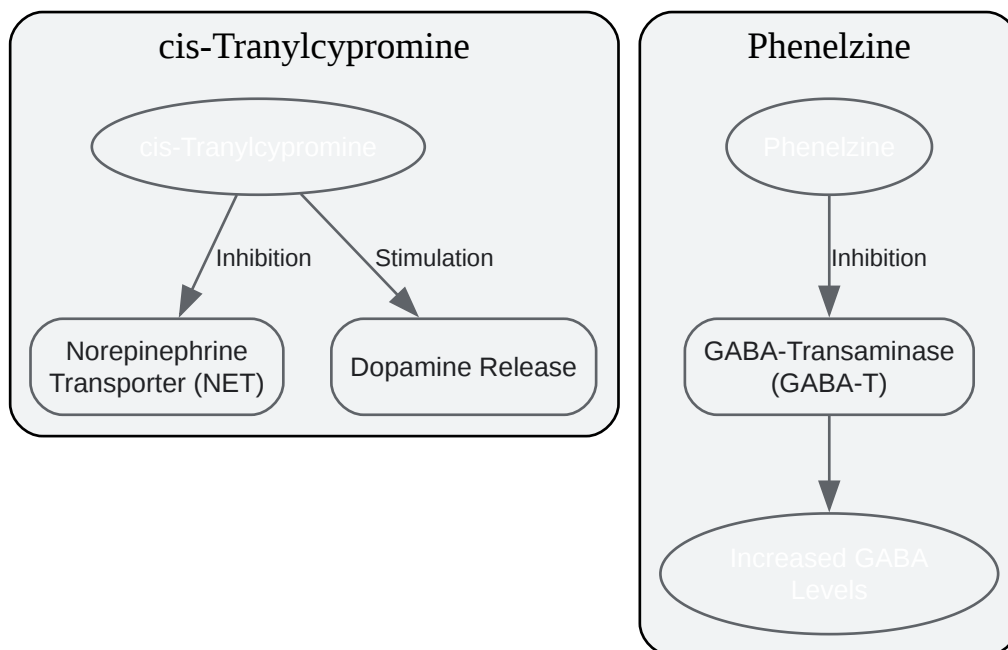 cis-Tranylcypromine
cis-Tranylcypromine
Inhibition
Stimulation
Norepinephrine
Transporter (NET)
Dopamine Release
Phenelzine
Phenelzine
Inhibition
GABA-Transaminase
(GABA-T)
Increased GABA
Levels